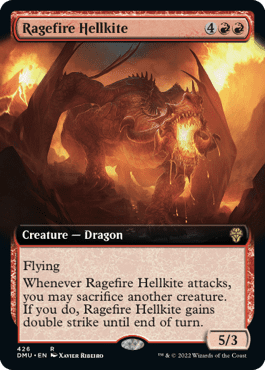 Ragefire Hellkite 4
Creature — Dragon
Flying
Whenever Ragefire Hellkite attacks,
you may sacrifice another creature.
If you do, Ragefire Hellkite gains
double strike until end of turn.
5/3
426 R
DMU • EN Xavier Ribeiro ™ & © 2022 Wizards of the Coast